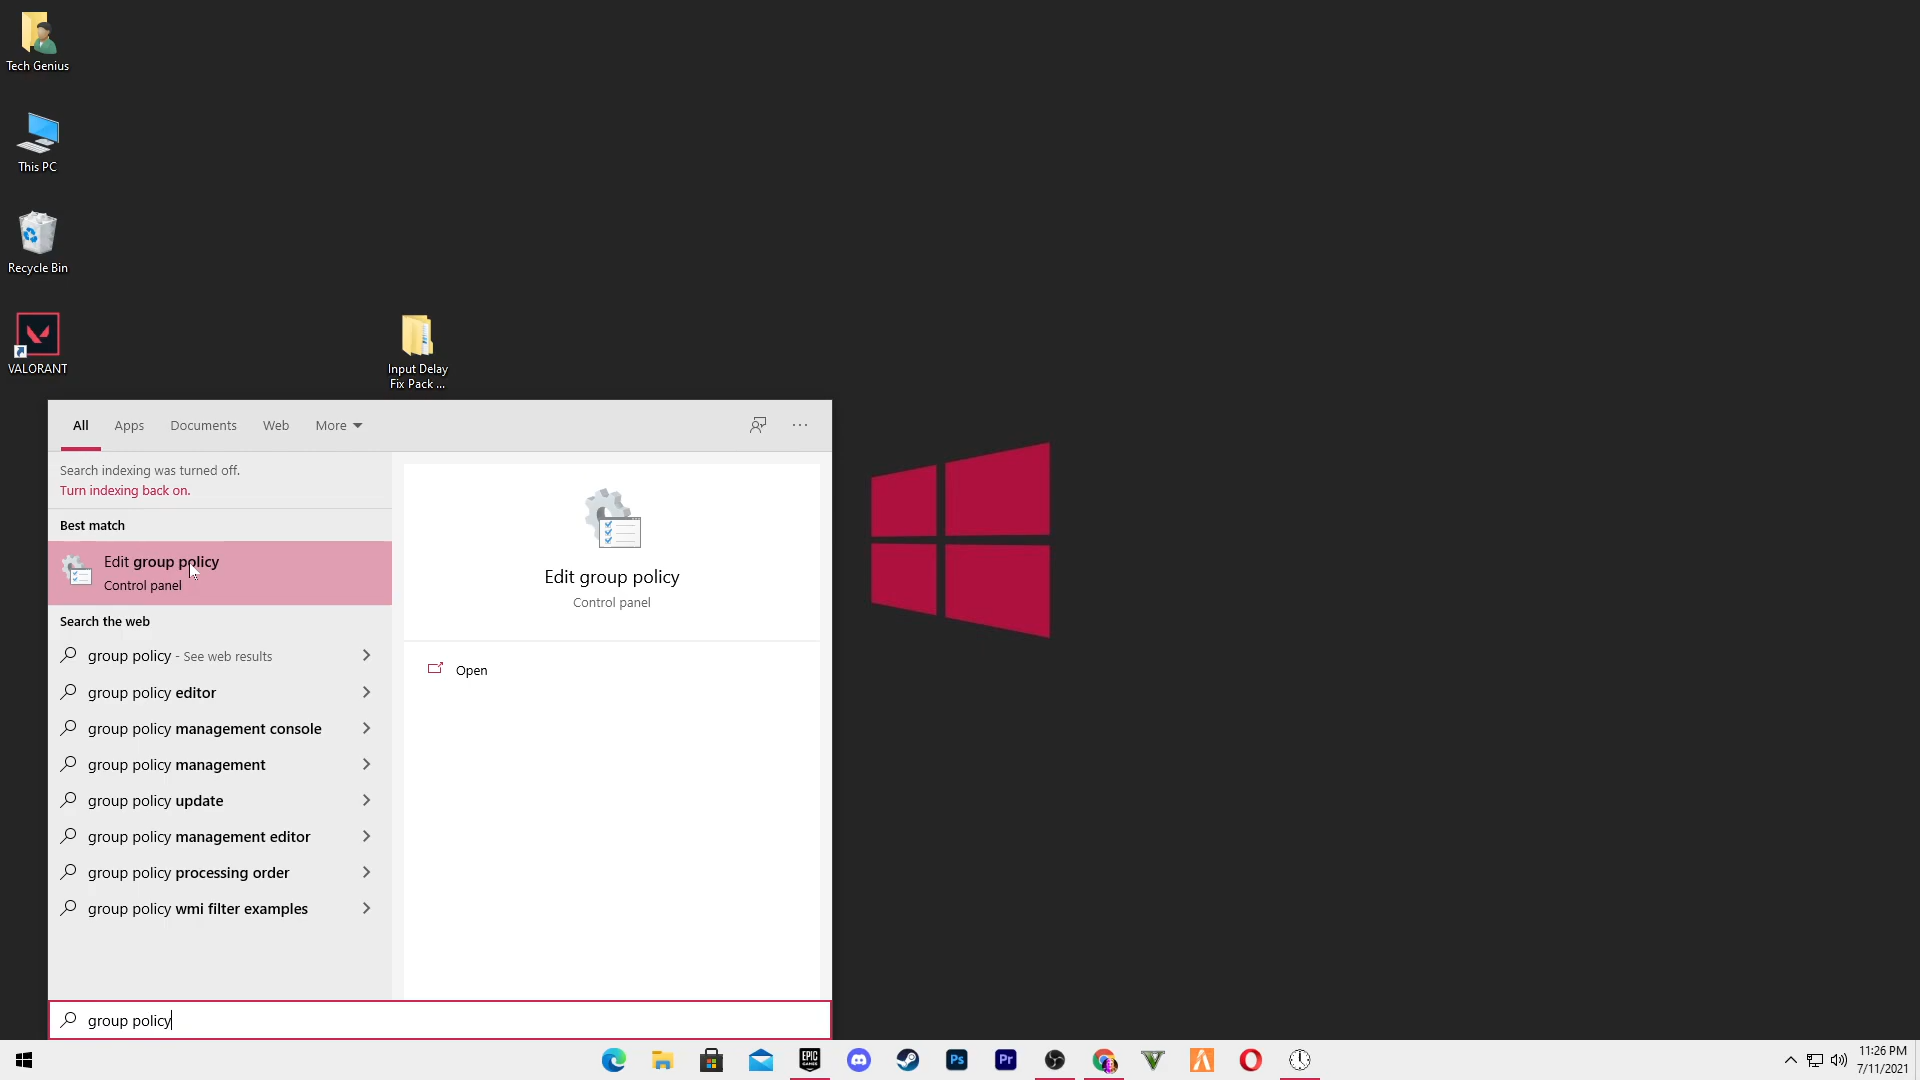 Tech Genius
This PC
Recycle Bin
VALORANT
Input Delay
Fix Pack ...
All
Apps
Documents
Web
More
Search indexing was turned off.
Turn indexing back on.
Best match
Edit group policy
Control panel
Search the web
group policy - See web results
group policy editor
group policy management console
group policy management
group policy update
group policy management editor
group policy processing order
group policy wmi filter examples
Edit group policy
Control panel
Open
group policy
EPIC
GAMES
Ps
Pr
11:26 PM
7/11/2021